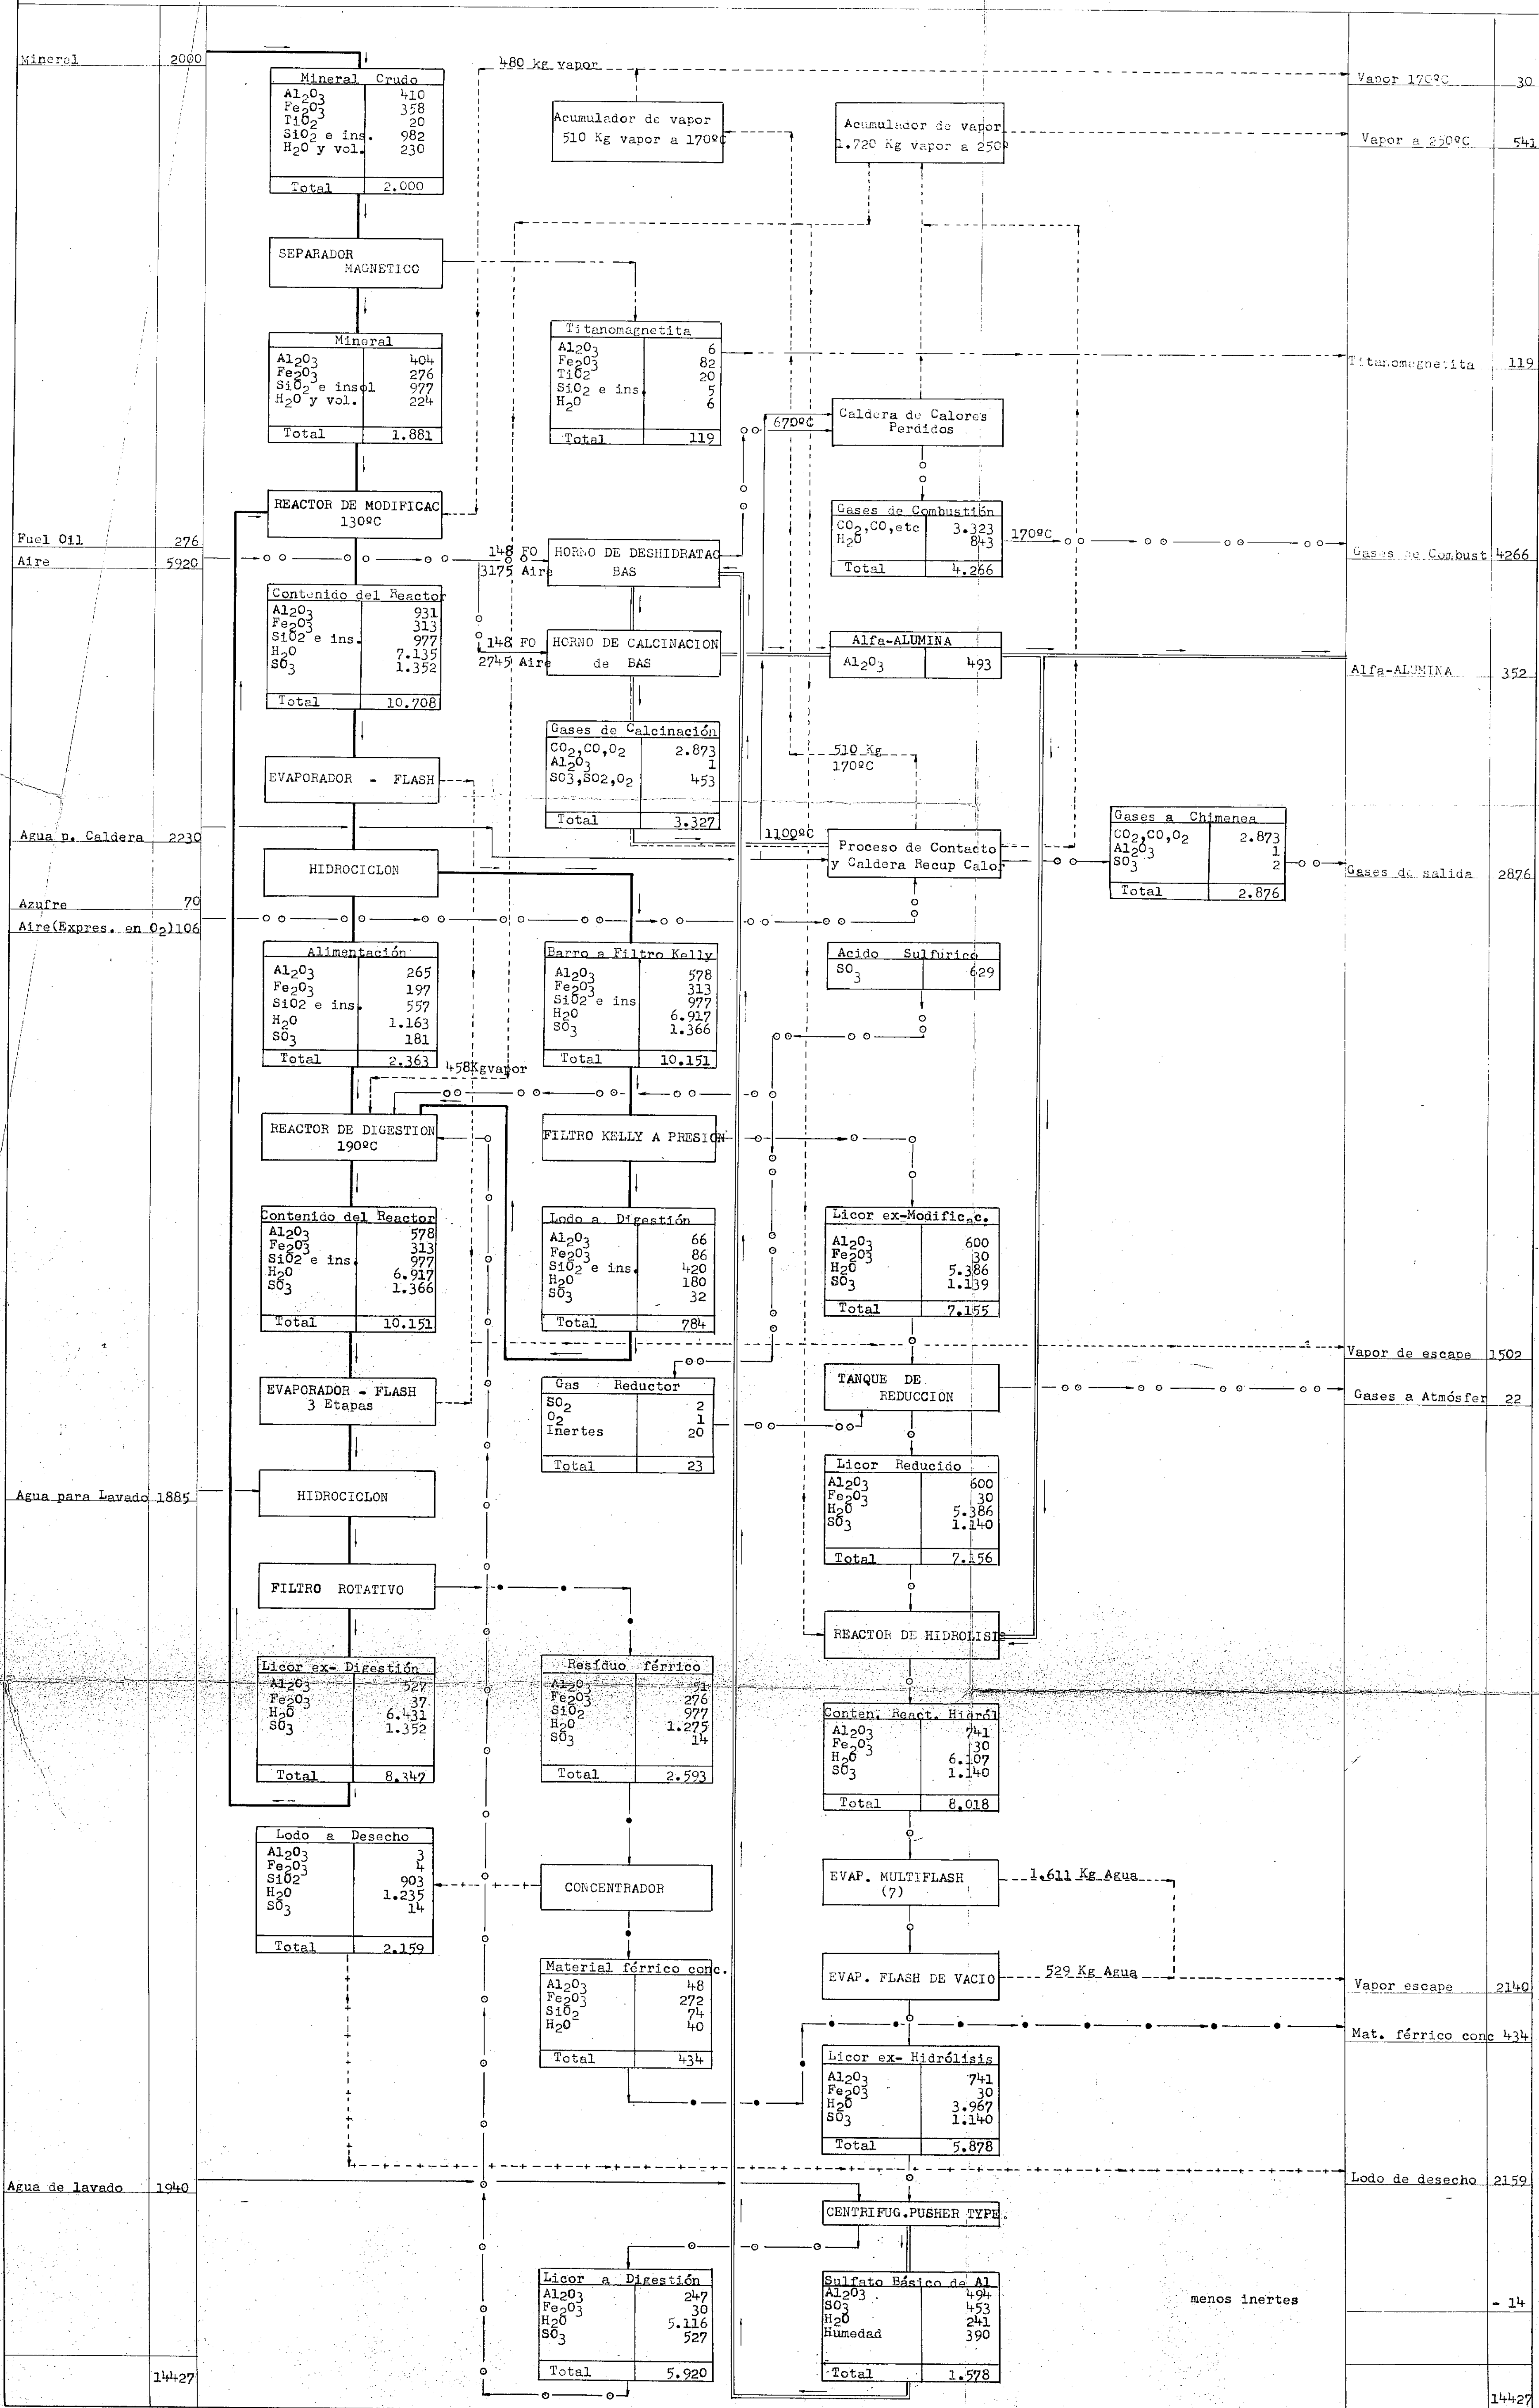 Mineral 2000
Fuel Oil 276
Aire 5920
Agua p. Caldera 2230
Azufre 79
Aire(Expres. en O2)106
Agua para Lavado 1885
Agua de lavado 1940
14427
Mineral Crudo
Al2O3 410
Fe2O3 358
TiO2 20
SiO2 e ins. 982
H2O y vol. 230
Total 2.000
SEPARADOR
MAGNETICO
Mineral
Al2O3 404
Fe2O3 276
SiO2 e insol 977
H2O y vol. 224
Total 1.881
REACTOR DE MODIFICAC
130ºC
Contenido del Reactor
Al2O3 931
Fe2O3 313
SiO2 e ins. 977
H2O 7.135
SO3 1.352
Total 10.708
EVAPORADOR - FLASH
HIDROCICLON
Alimentación
Al2O3 265
Fe2O3 197
SiO2 e ins. 557
H2O 1.163
SO3 181
Total 2.363
458Kgvapor
REACTOR DE DIGESTION
190ºC
Contenido del Reactor
Al2O3 578
Fe2O3 313
SiO2 e ins. 977
H2O 6.917
SO3 1.366
Total 10.151
EVAPORADOR - FLASH
3 Etapas
HIDROCICLON
FILTRO ROTATIVO
Licor ex- Digestión
Al2O3 527
Fe2O3 37
H2O 6.431
SO3 1.352
Total 8.347
Lodo a Desecho
Al2O3 3
Fe2O3 4
SiO2 903
H2O 1.235
SO3 14
Total 2.159
480 kg vapor
Acumulador de vapor
510 Kg vapor a 170ºC
Titanomagnetita
Al2O3 6
Fe2O3 82
TiO2 20
SiO2 e ins. 5
H2O 6
Total 119
148 FO
3175 Aire
HORNO DE DESHIDRATAC
BAS
148 FO
2745 Aire
HORNO DE CALCINACION
de BAS
Gases de Calcinación
CO2,CO,O2 2.873
Al2O3 1
SO3,SO2,O2 453
Total 3.327
Barro a Filtro Kelly
Al2O3 578
Fe2O3 313
SiO2 e ins 977
H2O 6.917
SO3 1.366
Total 10.151
FILTRO KELLY A PRESION
Lodo a Digestión
Al2O3 66
Fe2O3 86
SiO2 e ins. 420
H2O 180
SO3 32
Total 784
Gas Reductor
SO2 2
O2 1
Inertes 20
Total 23
Resíduo férrico
Al2O3 51
Fe2O3 276
SiO2 977
H2O 1.275
SO3 14
Total 2.593
CONCENTRADOR
Material férrico conc.
Al2O3 48
Fe2O3 272
SiO2 74
H2O 40
Total 434
Licor a Digestión
Al2O3 247
Fe2O3 30
H2O 5.116
SO3 527
Total 5.920
Acumulador de vapor
1.720 Kg vapor a 250º
670ºC
Caldera de Calores
Perdidos
Gases de Combustión
CO2,CO,etc 3.323
H2O 843
Total 4.266
170ºC
Alfa-ALUMINA
Al2O3 493
510 Kg
170ºC
1100ºC
Proceso de Contacto
y Caldera Recup Calor
Gases a Chimenea
CO2,CO,O2 2.873
Al2O3 1
SO3 2
Total 2.876
Acido Sulfúrico
SO3 629
Licor ex-Modificac.
Al2O3 600
Fe2O3 30
H2O 5.386
SO3 1.139
Total 7.155
TANQUE DE
REDUCCION
Licor Reducido
Al2O3 600
Fe2O3 30
H2O 5.386
SO3 1.140
Total 7.156
REACTOR DE HIDROLISIS
Conten. React. Hidról
Al2O3 741
Fe2O3 30
H2O 6.107
SO3 1.140
Total 8.018
EVAP. MULTIFLASH
(7)
1.611 Kg Agua
EVAP. FLASH DE VACIO
529 Kg Agua
Licor ex- Hidrólisis
Al2O3 741
Fe2O3 30
H2O 3.967
SO3 1.140
Total 5.878
CENTRIFUG.PUSHER TYPE.
Sulfato Básico de Al
Al2O3 494
SO3 453
H2O 241
Humedad 390
Total 1.578
Vapor 170ºC 30
Vapor a 250ºC 541
Titanomagnetita 119
Gases de Combust 4266
Alfa-ALUMINA 352
Gases de salida 2876
Vapor de escape 1502
Gases a Atmósfer 22
Vapor escape 2140
Mat. férrico conc 434
Lodo de desecho 2159
menos inertes - 14
14427